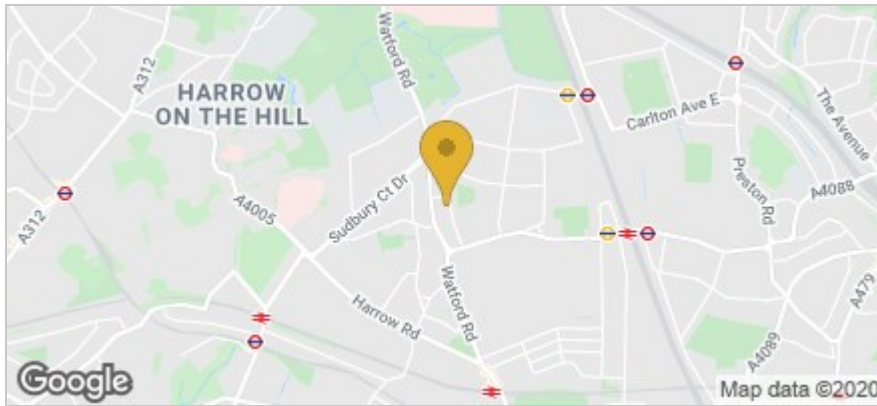 A312
Watford Rd
HARROW
ON THE HILL
Carlton Ave E
The Avenue
Sudbury Ct Dr
Preston Rd
A4088
A312
A4005
Watford Rd
A479
Harrow Rd
A4089
Google
Map data ©2020